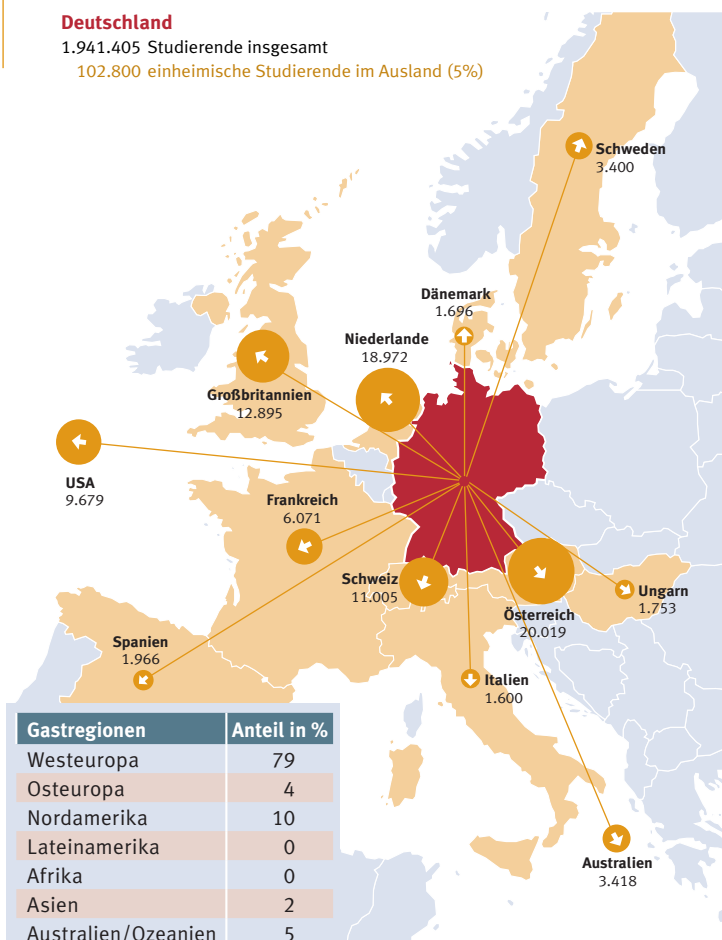 Deutschland
1.941.405 Studierende insgesamt
102.800 einheimische Studierende im Ausland (5%)
Schweden
3.400
Dänemark
1.696
Niederlande
18.972
Großbritannien
12.895
USA
9.679
Frankreich
6.071
Schweiz
11.005
Österreich
20.019
Ungarn
1.753
Spanien
1.966
Italien
1.600
Australien
3.418
Gastregionen Anteil in %
Westeuropa 79
Osteuropa 4
Nordamerika 10
Lateinamerika 0
Afrika 0
Asien 2
Australien/Ozeanien 5